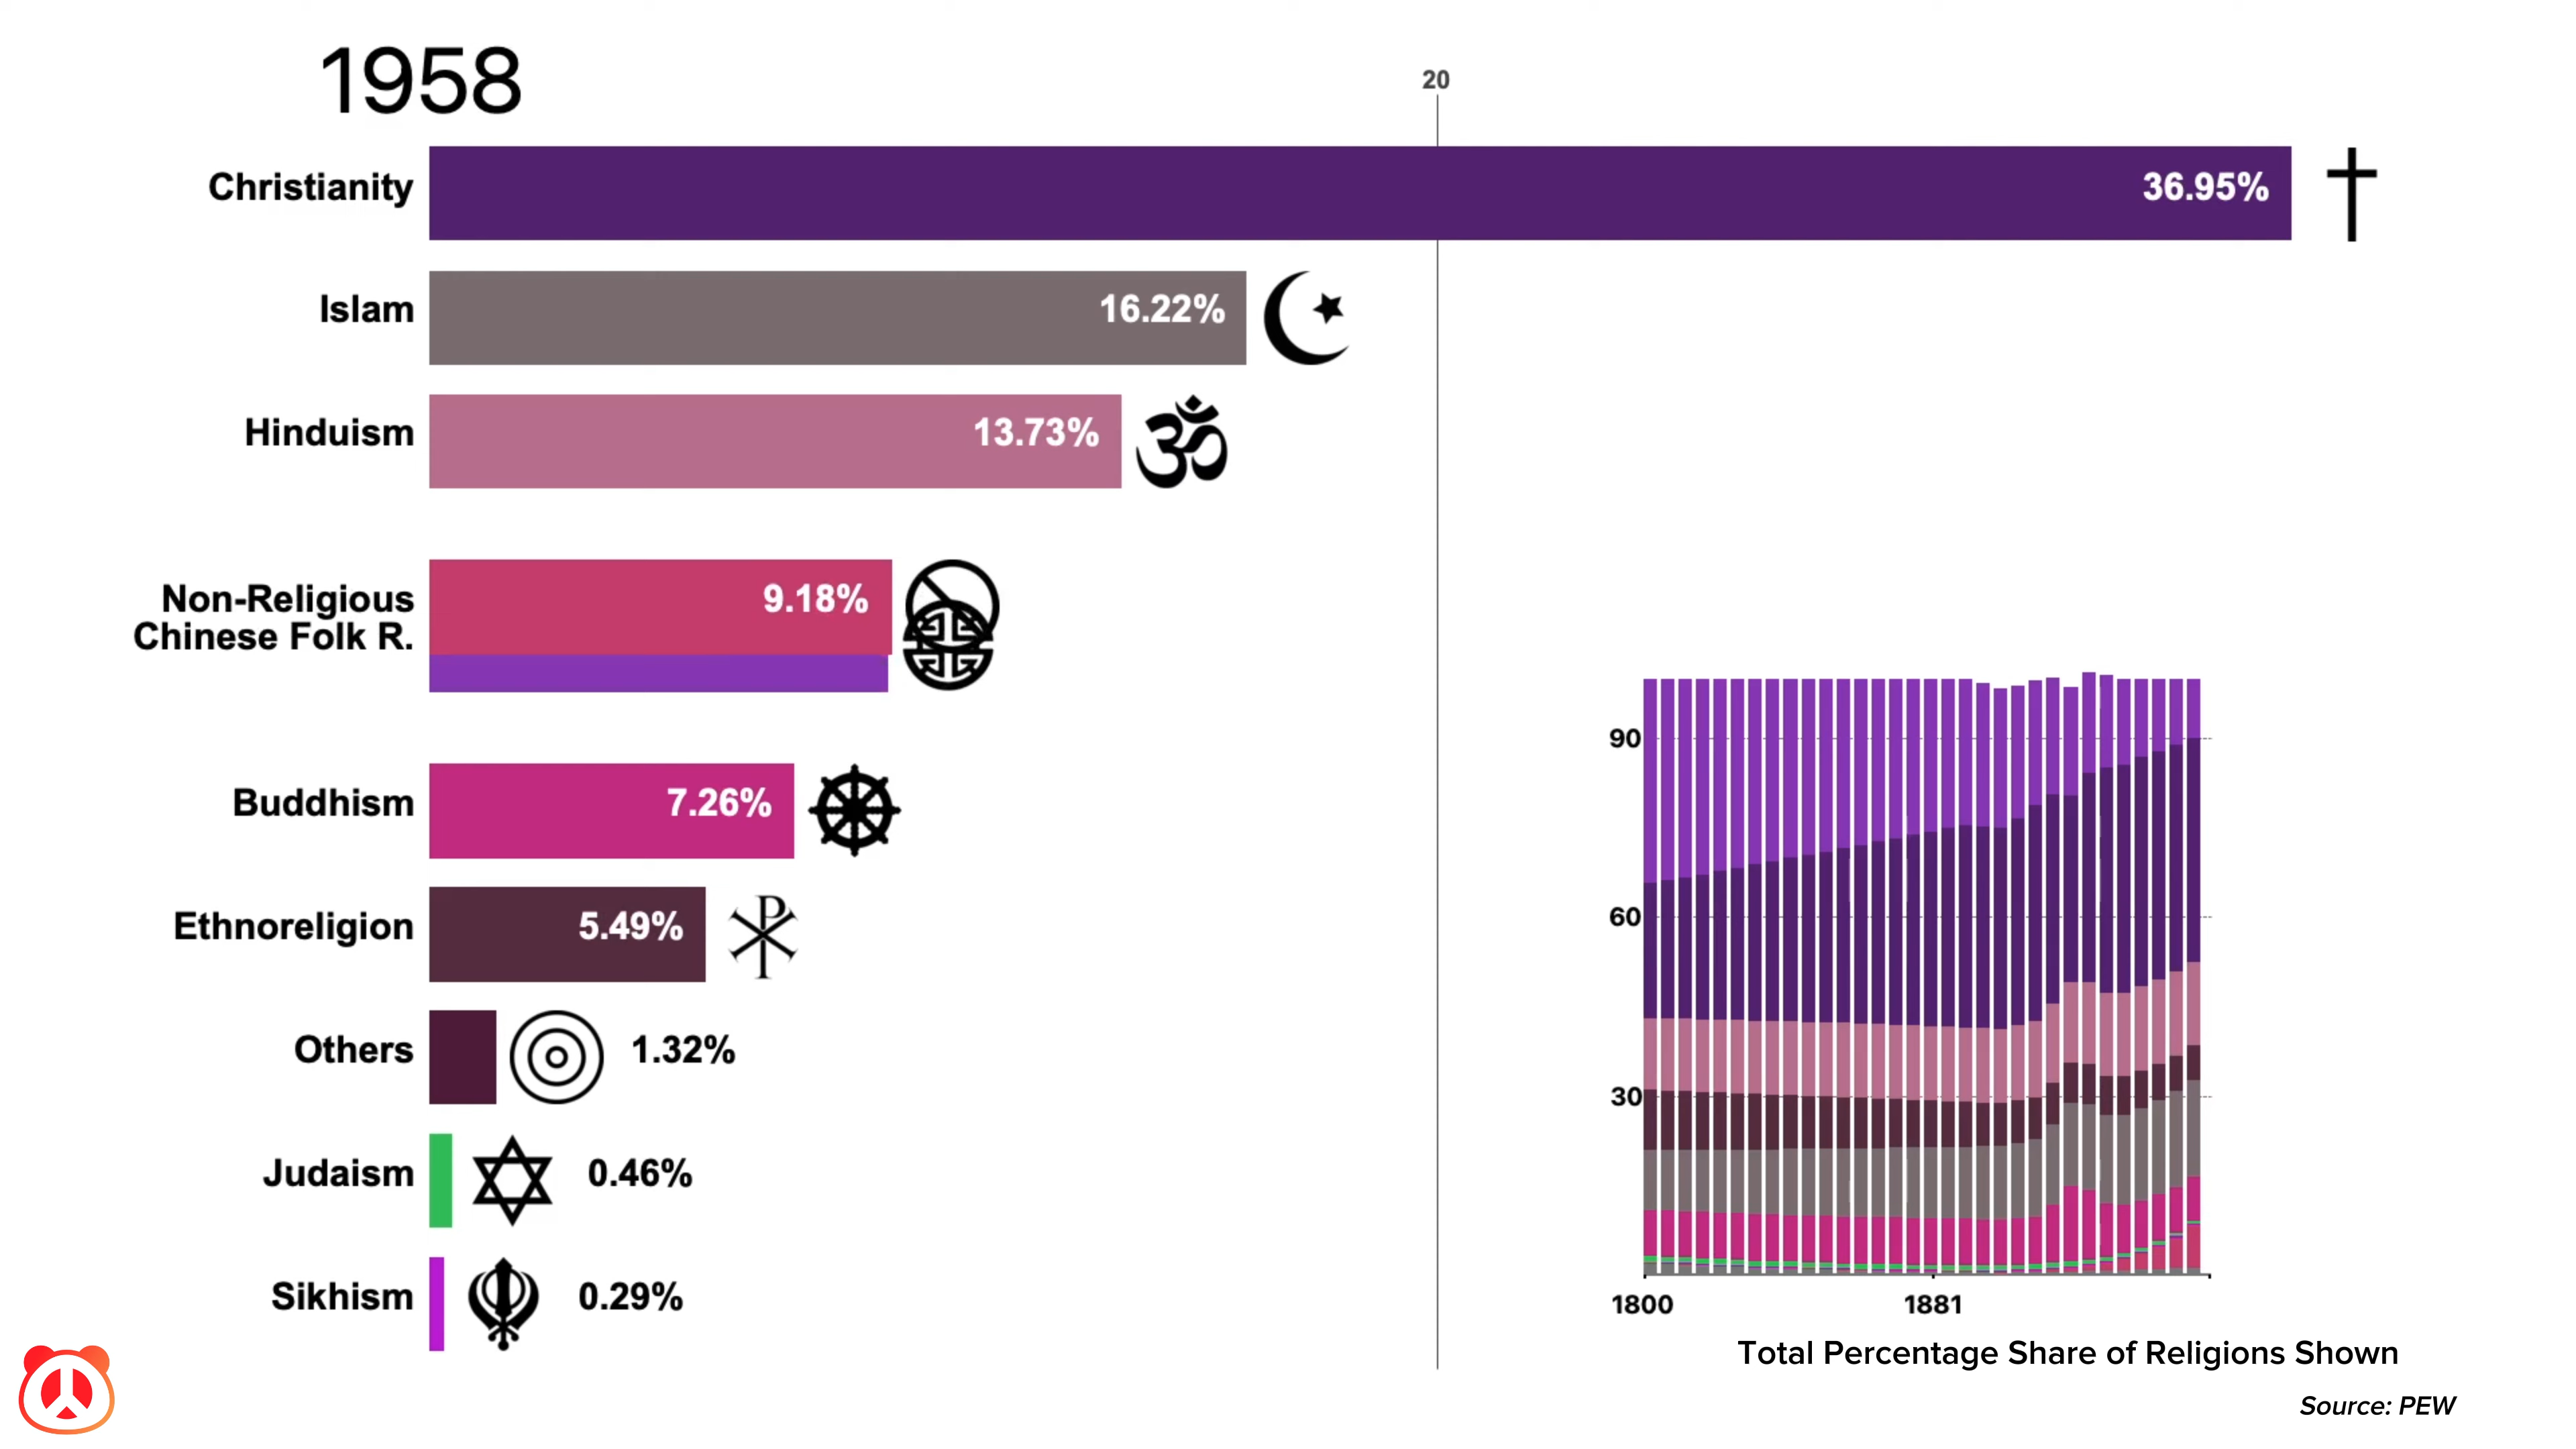 1958
20
Christianity
36.95%
Islam
16.22%
Hinduism
13.73%
Non-Religious
9.18%
Chinese Folk R.
Buddhism
7.26%
Ethnoreligion
5.49%
Others
1.32%
Judaism
0.46%
Sikhism
0.29%
90
60
30
1800
1881
Total Percentage Share of Religions Shown
Source: PEW